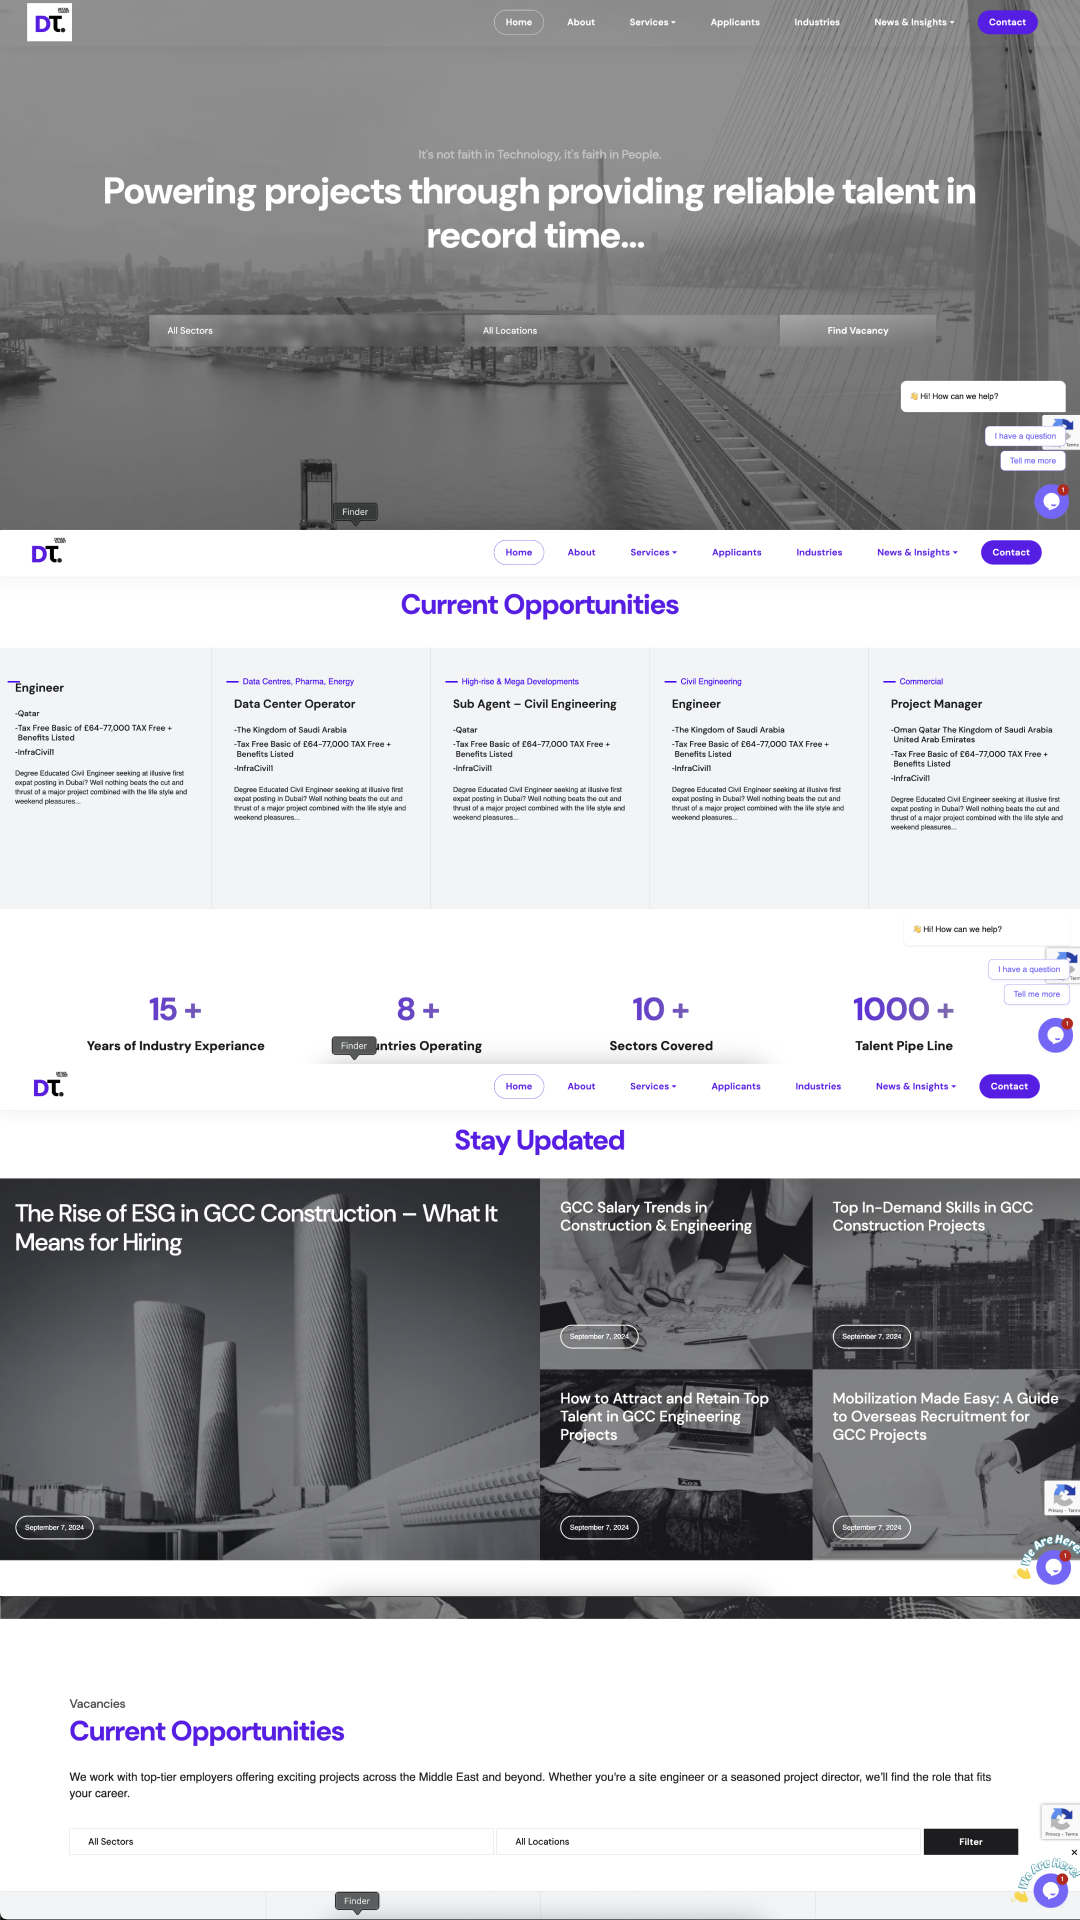 DT.
Home
About
Services
Applicants
Industries
News & Insights
Contact
It's not faith in Technology, it's faith in People.
Powering projects through providing reliable talent in
record time...
All Sectors
All Locations
Find Vacancy
👋 Hi! How can we help?
I have a question
Terms
Tell me more
1
Finder
DT.
Home
About
Services
Applicants
Industries
News & Insights
Contact
Current Opportunities
Engineer
-Qatar
-Tax Free Basic of £64-77,000 TAX Free +
Benefits Listed
-InfraCivil1
Degree Educated Civil Engineer seeking at illusive first
expat posting in Dubai? Well nothing beats the cut and
thrust of a major project combined with the life style and
weekend pleasures...
Data Centres, Pharma, Energy
Data Center Operator
-The Kingdom of Saudi Arabia
-Tax Free Basic of £64-77,000 TAX Free +
Benefits Listed
-InfraCivil1
Degree Educated Civil Engineer seeking at illusive first
expat posting in Dubai? Well nothing beats the cut and
thrust of a major project combined with the life style and
weekend pleasures...
High-rise & Mega Developments
Sub Agent – Civil Engineering
-Qatar
-Tax Free Basic of £64-77,000 TAX Free +
Benefits Listed
-InfraCivil1
Degree Educated Civil Engineer seeking at illusive first
expat posting in Dubai? Well nothing beats the cut and
thrust of a major project combined with the life style and
weekend pleasures...
Civil Engineering
Engineer
-The Kingdom of Saudi Arabia
-Tax Free Basic of £64-77,000 TAX Free +
Benefits Listed
-InfraCivil1
Degree Educated Civil Engineer seeking at illusive first
expat posting in Dubai? Well nothing beats the cut and
thrust of a major project combined with the life style and
weekend pleasures...
Commercial
Project Manager
-Oman Qatar The Kingdom of Saudi Arabia
United Arab Emirates
-Tax Free Basic of £64-77,000 TAX Free +
Benefits Listed
-InfraCivil1
Degree Educated Civil Engineer seeking at illusive first
expat posting in Dubai? Well nothing beats the cut and
thrust of a major project combined with the life style and
weekend pleasures...
👋 Hi! How can we help?
I have a question
Tell me more
1
15 +
Years of Industry Experiance
8 +
untries Operating
10 +
Sectors Covered
1000 +
Talent Pipe Line
Finder
DT.
Home
About
Services
Applicants
Industries
News & Insights
Contact
Stay Updated
The Rise of ESG in GCC Construction – What It
Means for Hiring
September 7, 2024
GCC Salary Trends in
Construction & Engineering
September 7, 2024
Top In-Demand Skills in GCC
Construction Projects
September 7, 2024
How to Attract and Retain Top
Talent in GCC Engineering
Projects
September 7, 2024
Mobilization Made Easy: A Guide
to Overseas Recruitment for
GCC Projects
September 7, 2024
Privacy - Terms
We Are Here!
1
Vacancies
Current Opportunities
We work with top-tier employers offering exciting projects across the Middle East and beyond. Whether you're a site engineer or a seasoned project director, we'll find the role that fits
your career.
All Sectors
All Locations
Filter
Privacy - Terms
We Are Here!
1
Finder